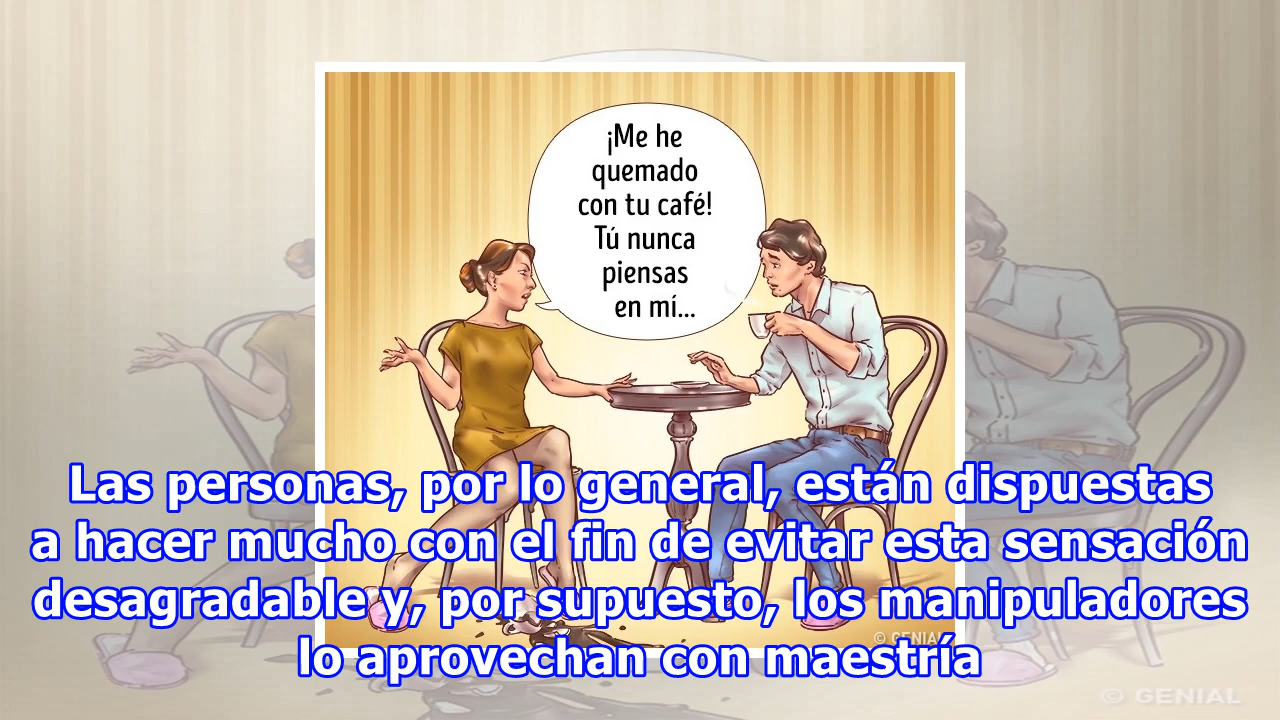 ¡Me he
quemado
con tu café!
Tú nunca
piensas
en mí...
Las personas, por lo general, están dispuestas
a hacer mucho con el fin de evitar esta sensación
desagradable y, por supuesto, los manipuladores
lo aprovechan con maestría
© GENIAL